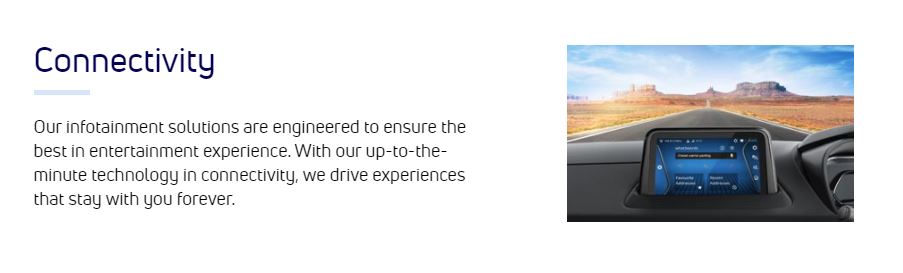 Connectivity
Our infotainment solutions are engineered to ensure the
best in entertainment experience. With our up-to-the-
minute technology in connectivity, we drive experiences
that stay with you forever.
what3words
Favourite
Addresses
Recent
Addresses